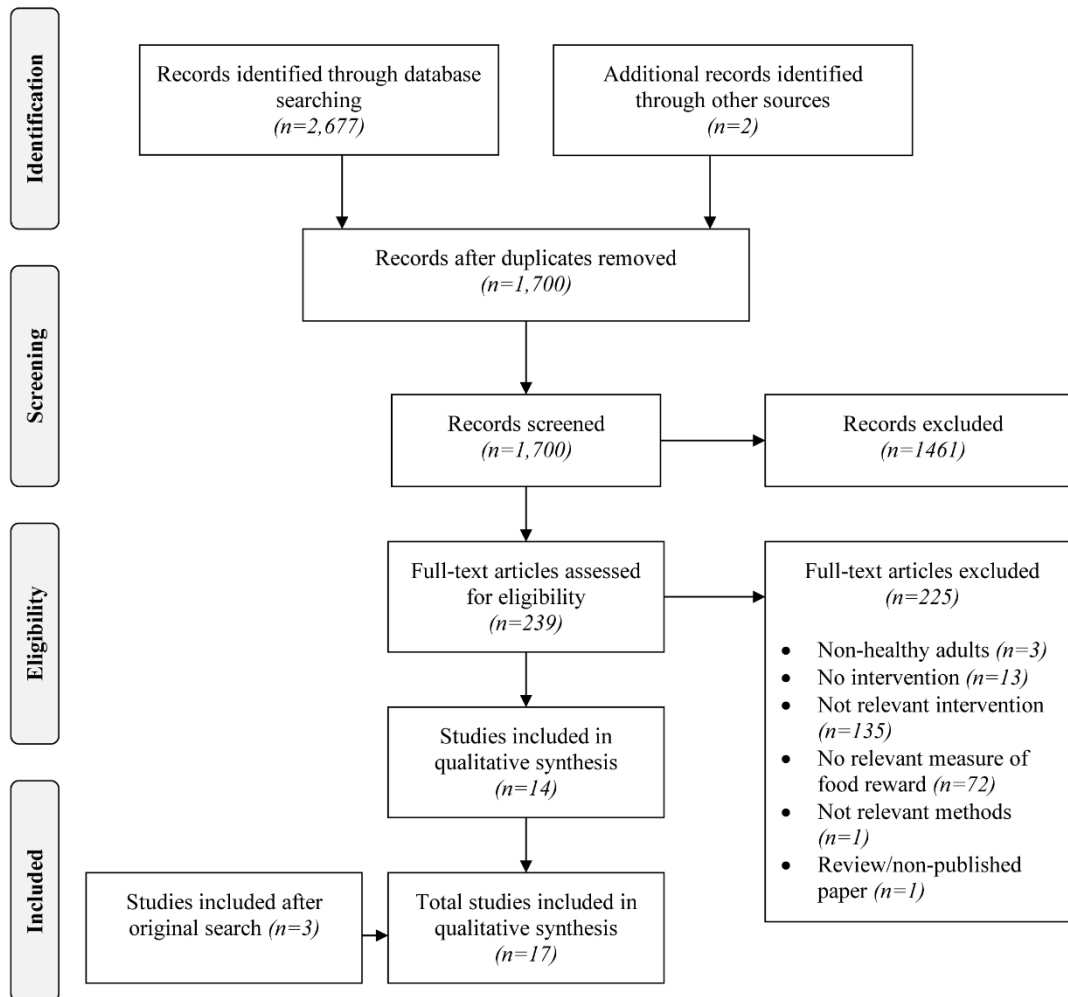 Identification
Records identified through database
searching
(n=2,677)
Additional records identified
through other sources
(n=2)
Records after duplicates removed
(n=1,700)
Screening
Records screened
(n=1,700)
Records excluded
(n=1461)
Eligibility
Full-text articles assessed
for eligibility
(n=239)
Full-text articles excluded
(n=225)
• Non-healthy adults (n=3)
• No intervention (n=13)
• Not relevant intervention
(n=135)
• No relevant measure of
food reward (n=72)
• Not relevant methods
(n=1)
• Review/non-published
paper (n=1)
Studies included in
qualitative synthesis
(n=14)
Included
Studies included after
original search (n=3)
Total studies included in
qualitative synthesis
(n=17)